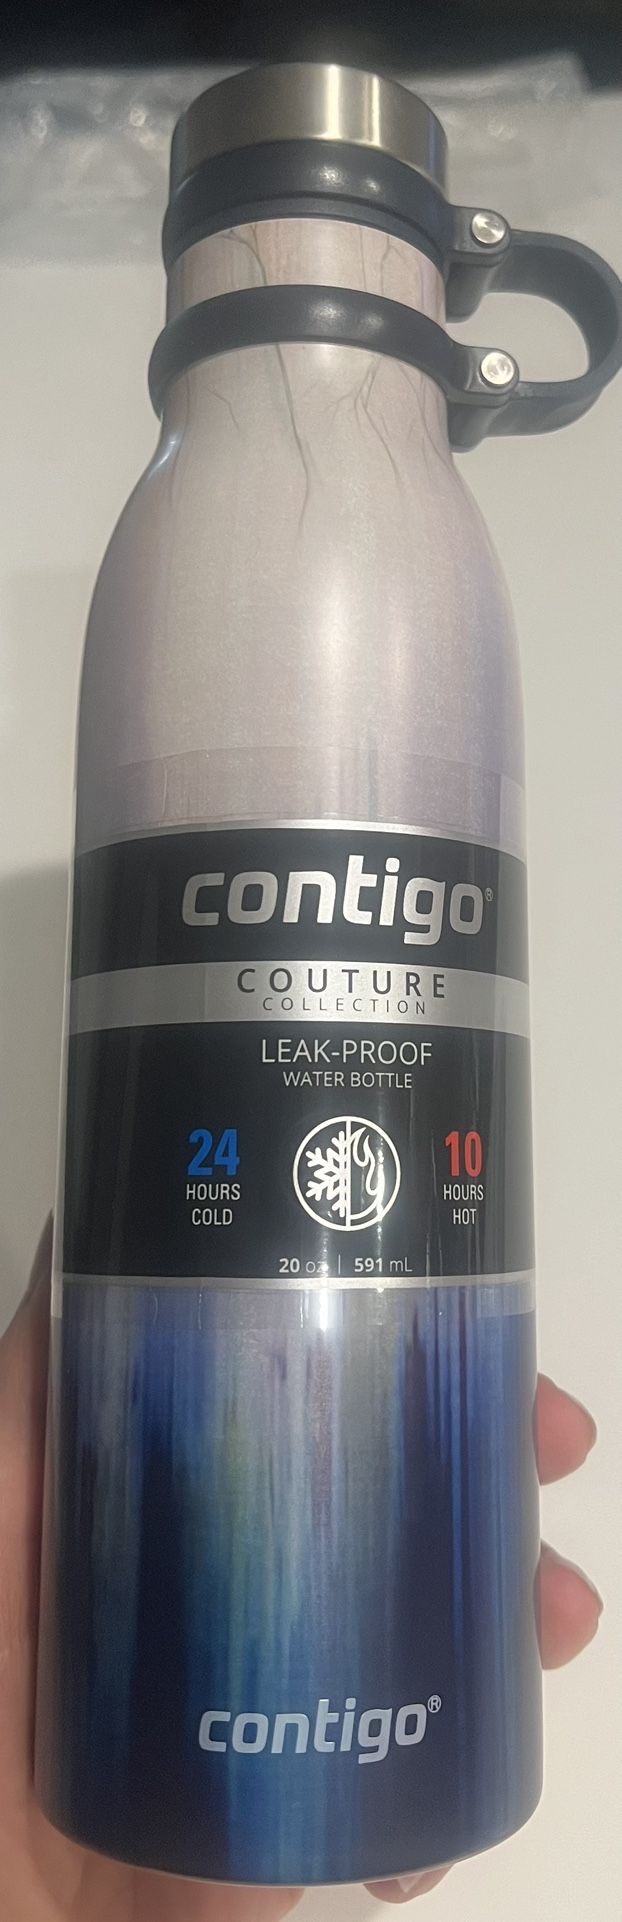 contigo®
COUTURE
COLLECTION
LEAK-PROOF
WATER BOTTLE
24
HOURS
COLD
10
HOURS
HOT
20 oz | 591 mL
contigo®